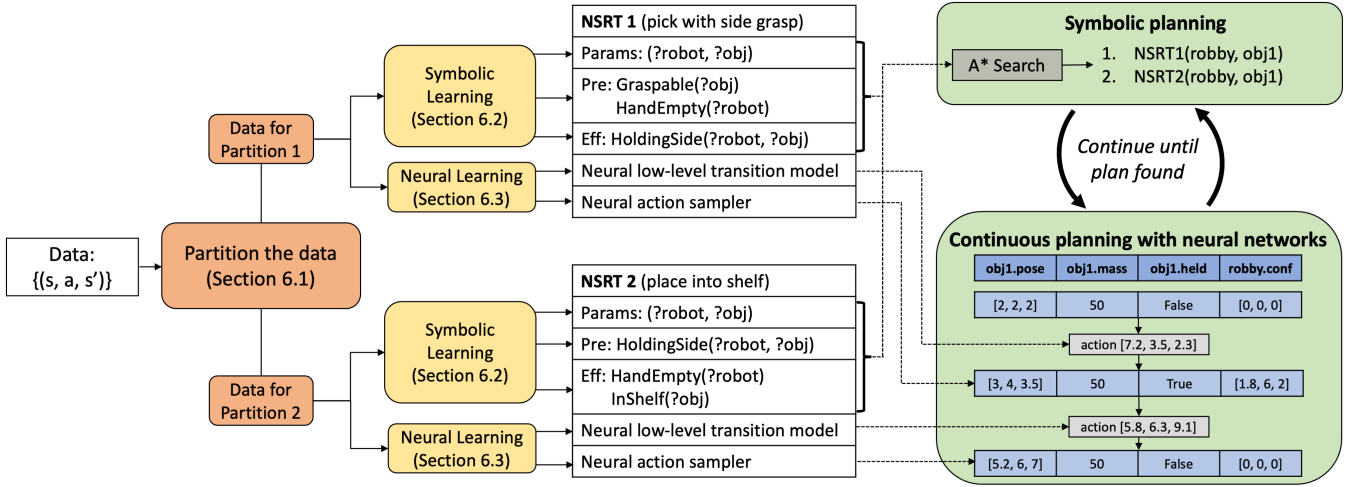 Data:
{(s, a, s’)}
Partition the data
(Section 6.1)
Data for
Partition 1
Data for
Partition 2
Symbolic
Learning
(Section 6.2)
Neural Learning
(Section 6.3)
Symbolic
Learning
(Section 6.2)
Neural Learning
(Section 6.3)
NSRT 1 (pick with side grasp)
Params: (?robot, ?obj)
Pre: Graspable(?obj)
HandEmpty(?robot)
Eff: HoldingSide(?robot, ?obj)
Neural low-level transition model
Neural action sampler
NSRT 2 (place into shelf)
Params: (?robot, ?obj)
Pre: HoldingSide(?robot, ?obj)
Eff: HandEmpty(?robot)
InShelf(?obj)
Neural low-level transition model
Neural action sampler
Symbolic planning
A* Search
1. NSRT1(robby, obj1)
2. NSRT2(robby, obj1)
Continue until
plan found
Continuous planning with neural networks
obj1.pose obj1.mass obj1.held robby.conf
[2, 2, 2] 50 False [0, 0, 0]
action [7.2, 3.5, 2.3]
[3, 4, 3.5] 50 True [1.8, 6, 2]
action [5.8, 6.3, 9.1]
[5.2, 6, 7] 50 False [0, 0, 0]